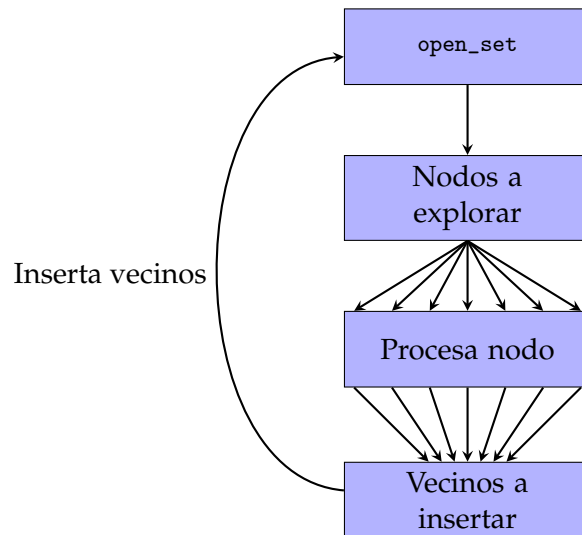 open_set
Nodos a
explorar
Inserta vecinos
Procesa nodo
Vecinos a
insertar